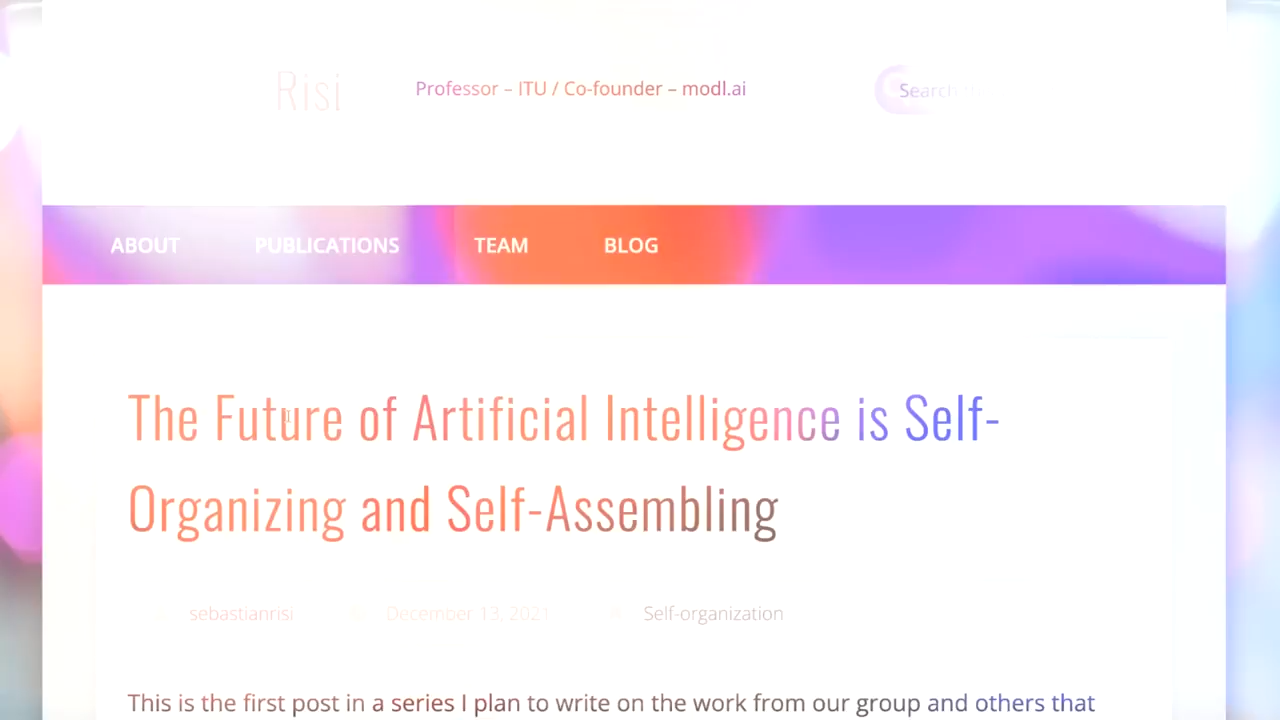 Risi
Professor – ITU / Co-founder – modl.ai
Search
ABOUT PUBLICATIONS TEAM BLOG
The Future of Artificial Intelligence is Self-
Organizing and Self-Assembling
sebastianrisi December 13, 2021 Self-organization
This is the first post in a series I plan to write on the work from our group and others that